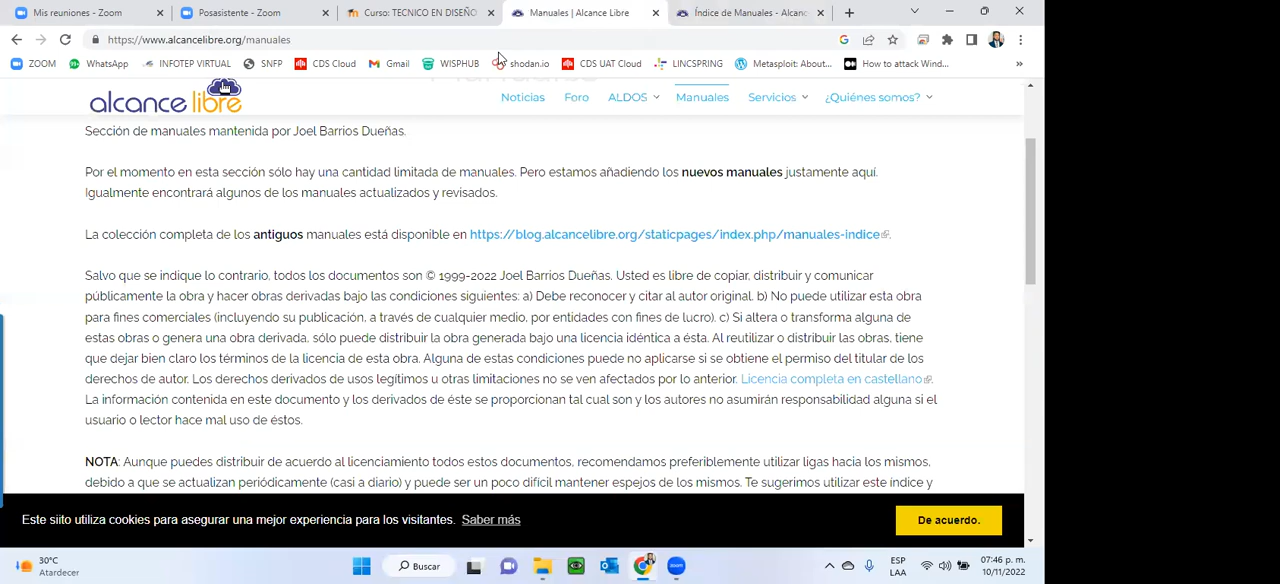 Mis reuniones - Zoom
Posasistente - Zoom
Curso: TECNICO EN DISEÑO
Manuales | Alcance Libre
Índice de Manuales - Alcanc
https://www.alcancelibre.org/manuales
ZOOM
WhatsApp
INFOTEP VIRTUAL
SNFP
CDS Cloud
Gmail
WISPHUB
shodan.io
CDS UAT Cloud
LINCSPRING
Metasploit: About...
How to attack Wind...
»
alcance libre
Noticias
Foro
ALDOS
Manuales
Servicios
¿Quiénes somos?
Sección de manuales mantenida por Joel Barrios Dueñas.
Por el momento en esta sección sólo hay una cantidad limitada de manuales. Pero estamos añadiendo los nuevos manuales justamente aquí.
Igualmente encontrará algunos de los manuales actualizados y revisados.
La colección completa de los antiguos manuales está disponible en https://blog.alcancelibre.org/staticpages/index.php/manuales-indice.
Salvo que se indique lo contrario, todos los documentos son © 1999-2022 Joel Barrios Dueñas. Usted es libre de copiar, distribuir y comunicar
públicamente la obra y hacer obras derivadas bajo las condiciones siguientes: a) Debe reconocer y citar al autor original. b) No puede utilizar esta obra
para fines comerciales (incluyendo su publicación, a través de cualquier medio, por entidades con fines de lucro). c) Si altera o transforma alguna de
estas obras o genera una obra derivada, sólo puede distribuir la obra generada bajo una licencia idéntica a ésta. Al reutilizar o distribuir las obras, tiene
que dejar bien claro los términos de la licencia de esta obra. Alguna de estas condiciones puede no aplicarse si se obtiene el permiso del titular de los
derechos de autor. Los derechos derivados de usos legítimos u otras limitaciones no se ven afectados por lo anterior. Licencia completa en castellano.
La información contenida en este documento y los derivados de éste se proporcionan tal cual son y los autores no asumirán responsabilidad alguna si el
usuario o lector hace mal uso de éstos.
NOTA: Aunque puedes distribuir de acuerdo al licenciamiento todos estos documentos, recomendamos preferiblemente utilizar ligas hacia los mismos,
debido a que se actualizan periódicamente (casi a diario) y puede ser un poco difícil mantener espejos de los mismos. Te sugerimos utilizar este índice y
Este siito utiliza cookies para asegurar una mejor experiencia para los visitantes. Saber más
De acuerdo.
30°C
Atardecer
Buscar
zoom
ESP
LAA
07:46 p. m.
10/11/2022